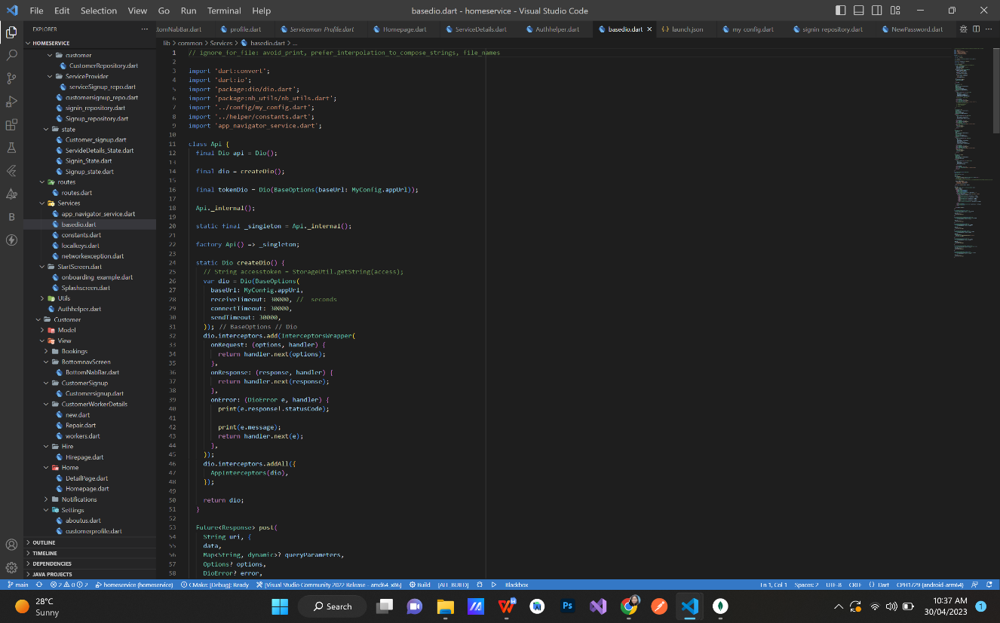 File Edit Selection View Go Run Terminal Help
basedio.dart - homeservice - Visual Studio Code
EXPLORER
tomNabBar.dart profile.dart Serviceman_Profile.dart Homepage.dart ServiceDetails.dart Authhelper.dart basedio.dart launch.json my_config.dart signin_repository.dart NewPassword.dart
HOMESERVICE
customer
CustomerRepository.dart
ServiceProvider
serviceSignup_repo.dart
customersignup_repo.dart
signin_repository.dart
Signup_repository.dart
state
Customer_signup.dart
ServideDetails_State.dart
Signin_State.dart
Signup_state.dart
routes
routes.dart
Services
app_navigator_service.dart
basedio.dart
constants.dart
localkeys.dart
networkexception.dart
StartScreen.dart
onboarding_example.dart
Splashscreen.dart
Utils
Authhelper.dart
Customer
Model
View
Bookings
BottomnavScreen
BottomNabBar.dart
CustomerSignup
Customersignup.dart
CustomerWorkerDetails
new.dart
Repair.dart
workers.dart
Hire
Hirepage.dart
Home
DetailPage.dart
Homepage.dart
Notifications
Settings
aboutus.dart
customerprofile.dart
OUTLINE
TIMELINE
DEPENDENCIES
JAVA PROJECTS
lib > common > Services > basedio.dart > ...
1 // ignore_for_file: avoid_print, prefer_interpolation_to_compose_strings, file_names
2
3 import 'dart:convert';
4 import 'dart:io';
5 import 'package:dio/dio.dart';
6 import 'package:nb_utils/nb_utils.dart';
7 import '../config/my_config.dart';
8 import '../helper/constants.dart';
9 import 'app_navigator_service.dart';
10
11 class Api {
12 final Dio api = Dio();
13
14 final dio = createDio();
15
16 final tokenDio = Dio(BaseOptions(baseUrl: MyConfig.appUrl));
17
18 Api._internal();
19
20 static final _singleton = Api._internal();
21
22 factory Api() => _singleton;
23
24 static Dio createDio() {
25 // String accesstoken = StorageUtil.getString(access);
26 var dio = Dio(BaseOptions(
27 baseUrl: MyConfig.appUrl,
28 receiveTimeout: 30000, // seconds
29 connectTimeout: 30000,
30 sendTimeout: 30000,
31 }); // BaseOptions // Dio
32 dio.interceptors.add(InterceptorsWrapper(
33 onRequest: (options, handler) {
34 return handler.next(options);
35 },
36 onResponse: (response, handler) {
37 return handler.next(response);
38 },
39 onError: (DioError e, handler) {
40 print(e.response!.statusCode);
41
42 print(e.message);
43 return handler.next(e);
44 },
45 ));
46 dio.interceptors.addAll({
47 AppInterceptors(dio),
48 });
49
50 return dio;
51 }
52
53 Future<Response> post(
54 String uri, {
55 data,
56 Map<String, dynamic>? queryParameters,
57 Options? options,
58 DioError? error,
main 2 0 2 homeservice (homeservice) CMake: [Debug]: Ready [Visual Studio Community 2022 Release - amd64_x86] Build [ALL_BUILD] Blackbox Ln 1, Col 1 Spaces: 2 UTF-8 CRLF {} Dart CPH1729 (android-arm64)
28°C
Sunny
Search
10:37 AM
30/04/2023
1